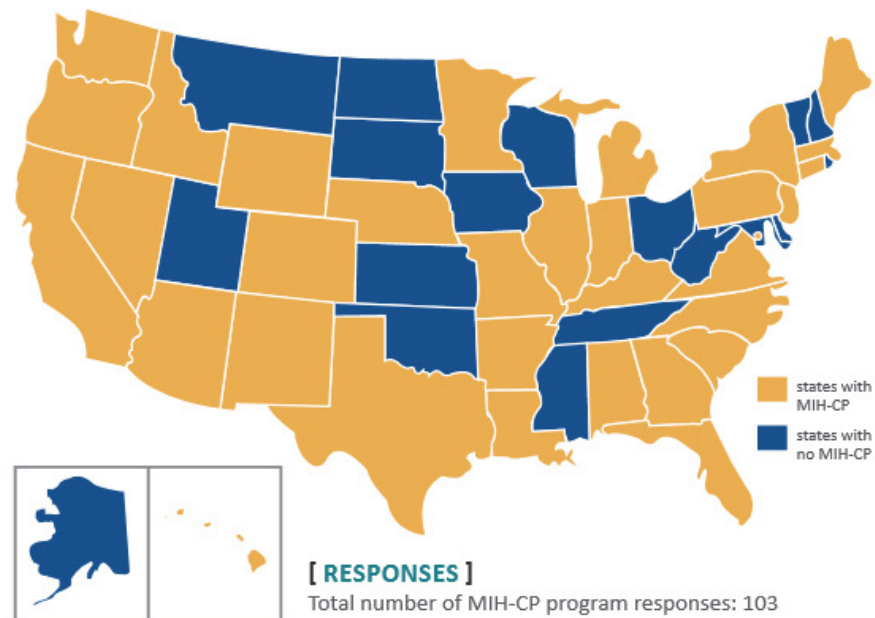 states with
MIH-CP
states with
no MIH-CP
[ RESPONSES ]
Total number of MIH-CP program responses: 103